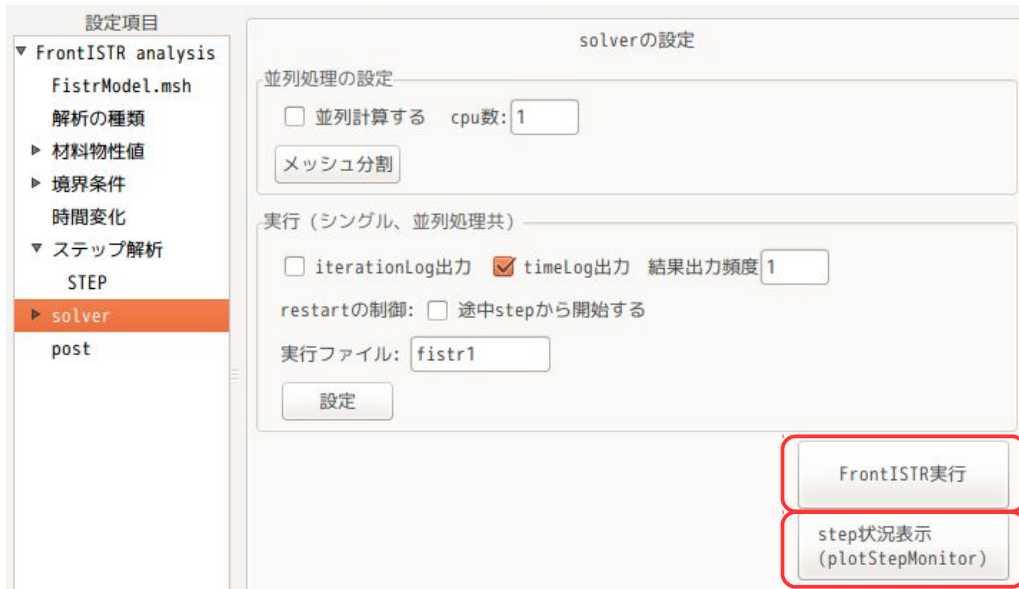 設定項目
FrontISTR analysis
FistrModel.msh
解析の種類
材料物性値
境界条件
時間変化
ステップ解析
STEP
solver
post
solverの設定
並列処理の設定
並列計算する cpu数: 1
メッシュ分割
実行（シングル、並列処理共）
iterationLog出力 timeLog出力 結果出力頻度 1
restartの制御: 途中stepから開始する
実行ファイル: fistr1
設定
FrontISTR実行
step状況表示
(plotStepMonitor)